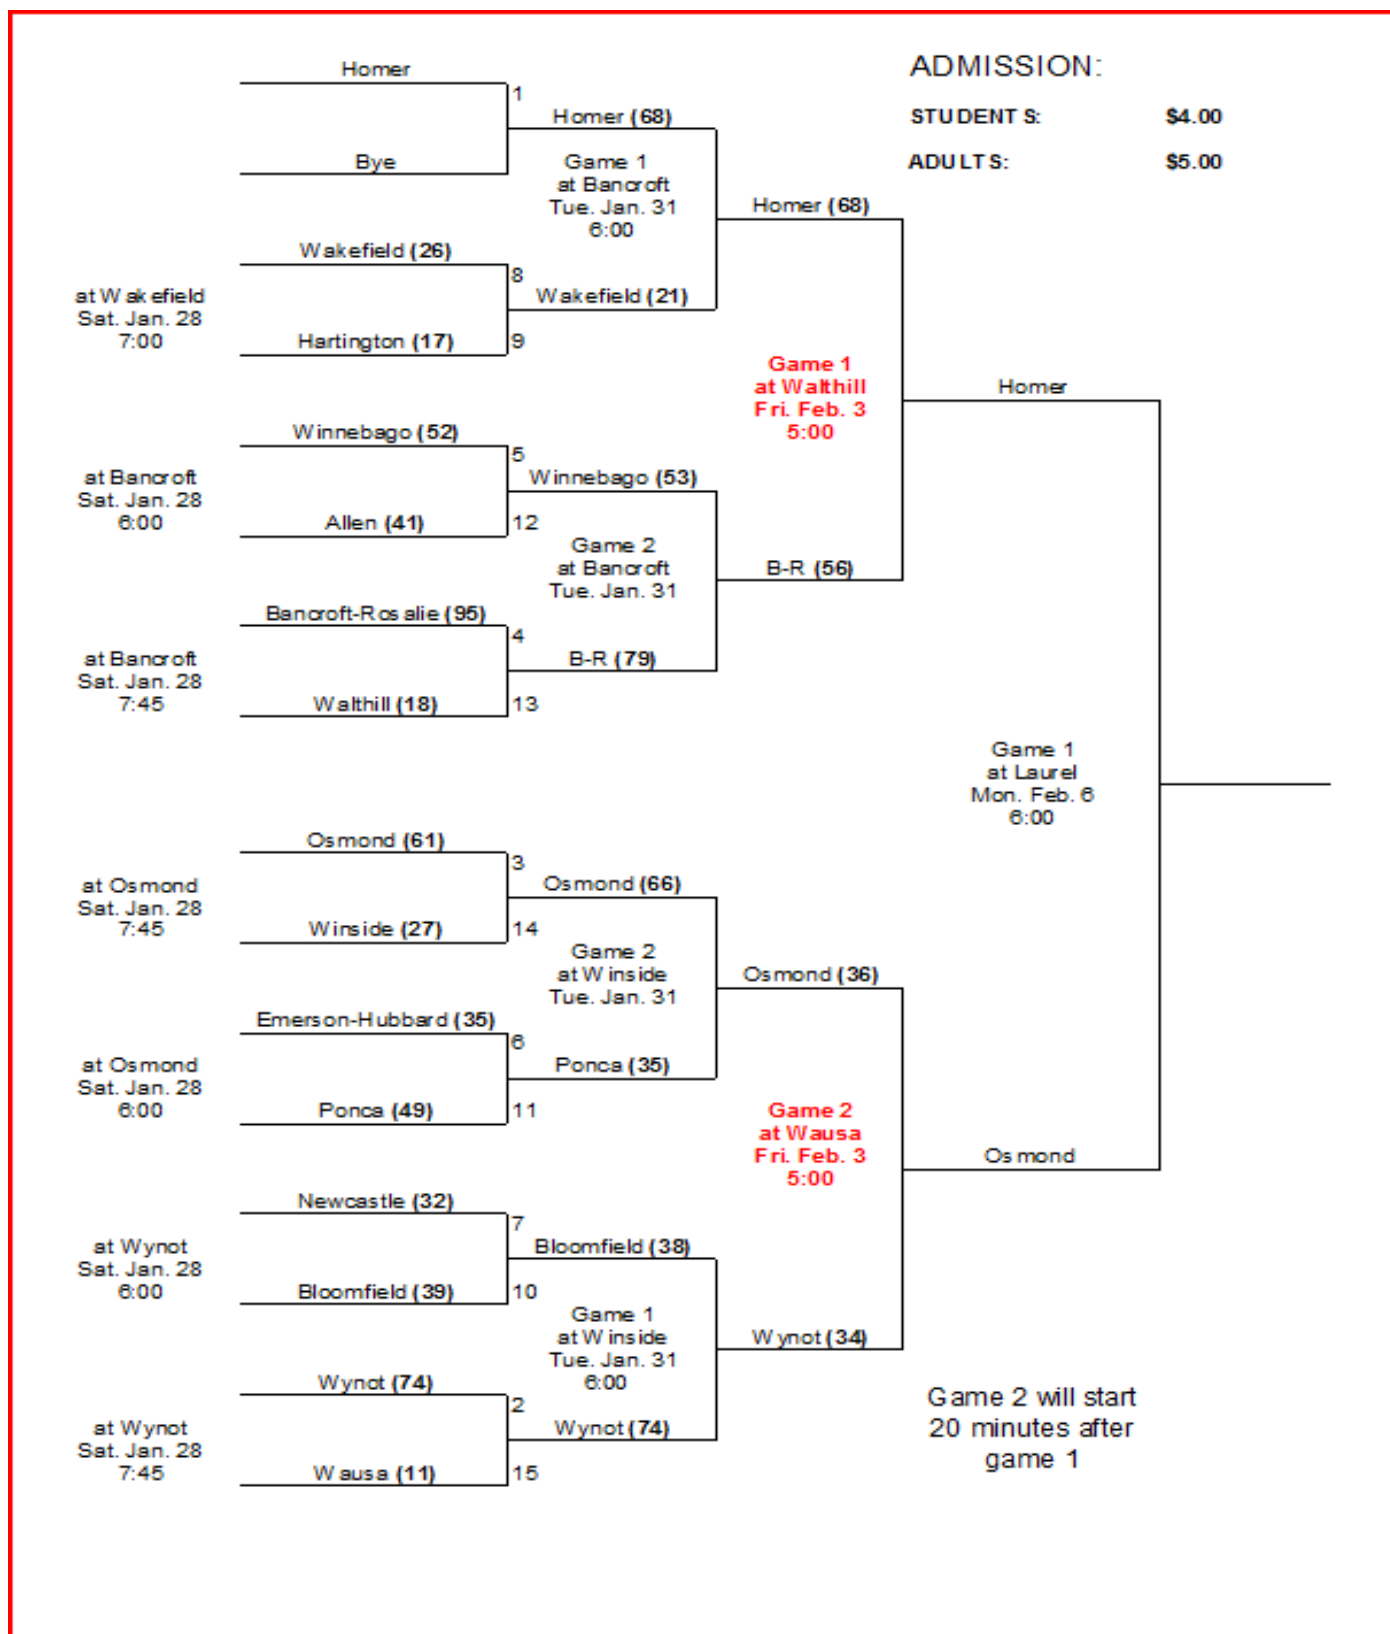 Homer
ADMISSION:
1
Homer (68)
STUDENTS: $4.00
Bye
Game 1
at Bancroft
Tue. Jan. 31
6:00
ADULTS: $5.00
Homer (68)
Wakefield (26)
8
at Wakefield
Sat. Jan. 28
7:00
Wakefield (21)
Hartington (17)
9
Game 1
at Walthill
Fri. Feb. 3
5:00
Homer
Winnebago (52)
5
at Bancroft
Sat. Jan. 28
6:00
Winnebago (53)
Allen (41)
12
Game 2
at Bancroft
Tue. Jan. 31
B-R (56)
Bancroft-Rosalie (95)
4
at Bancroft
Sat. Jan. 28
7:45
B-R (79)
Walthill (18)
13
Game 1
at Laurel
Mon. Feb. 6
6:00
Osmond (61)
3
at Osmond
Sat. Jan. 28
7:45
Osmond (66)
Winside (27)
14
Game 2
at Winside
Tue. Jan. 31
Osmond (36)
Emerson-Hubbard (35)
6
at Osmond
Sat. Jan. 28
6:00
Ponca (35)
Ponca (49)
11
Game 2
at Wausa
Fri. Feb. 3
5:00
Osmond
Newcastle (32)
7
at Wynot
Sat. Jan. 28
6:00
Bloomfield (38)
Bloomfield (39)
10
Game 1
at Winside
Tue. Jan. 31
6:00
Wynot (34)
Wynot (74)
2
at Wynot
Sat. Jan. 28
7:45
Wynot (74)
Wausa (11)
15
Game 2 will start
20 minutes after
game 1